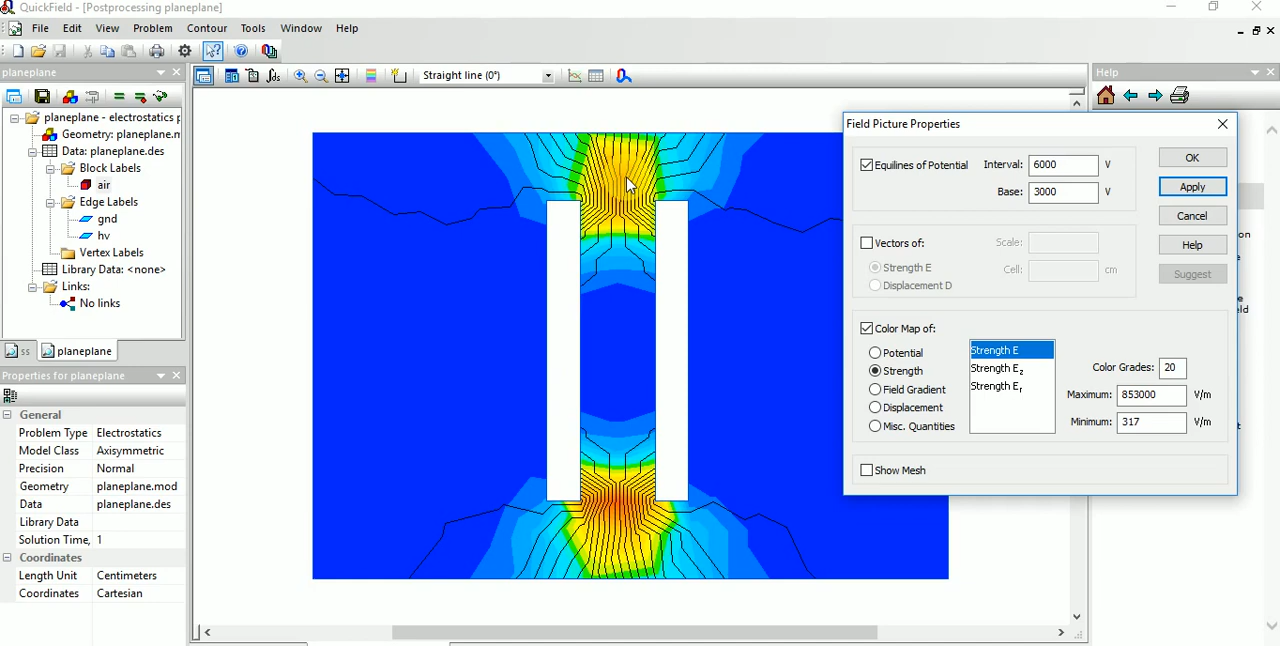 QuickField - [Postprocessing planeplane]
File Edit View Problem Contour Tools Window Help
planeplane
Straight line (0°)
Help
planeplane - electrostatics p
Geometry: planeplane.m
Data: planeplane.des
Block Labels
air
Edge Labels
gnd
hv
Vertex Labels
Library Data: <none>
Links:
No links
ss planeplane
Properties for planeplane
General
Problem Type Electrostatics
Model Class Axisymmetric
Precision Normal
Geometry planeplane.mod
Data planeplane.des
Library Data
Solution Time, 1
Coordinates
Length Unit Centimeters
Coordinates Cartesian
Field Picture Properties
Equilines of Potential Interval: 6000 V
Base: 3000 V
OK
Apply
Cancel
Help
Suggest
Vectors of: Scale:
Strength E Cell: cm
Displacement D
Color Map of:
Potential
Strength
Field Gradient
Displacement
Misc. Quantities
Strength E
Strength Ez
Strength Er
Color Grades: 20
Maximum: 853000 V/m
Minimum: 317 V/m
Show Mesh